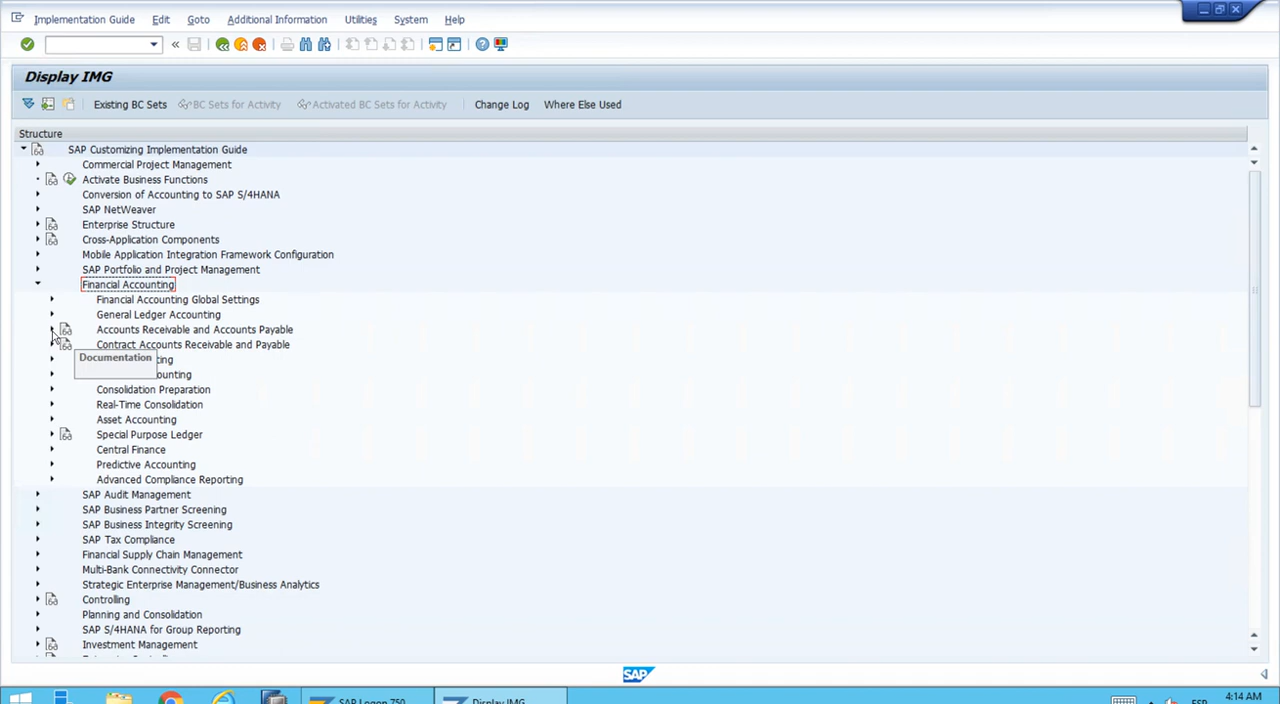 Implementation Guide Edit Goto Additional Information Utilities System Help
Display IMG
Existing BC Sets BC Sets for Activity Activated BC Sets for Activity Change Log Where Else Used
Structure
SAP Customizing Implementation Guide
Commercial Project Management
Activate Business Functions
Conversion of Accounting to SAP S/4HANA
SAP NetWeaver
Enterprise Structure
Cross-Application Components
Mobile Application Integration Framework Configuration
SAP Portfolio and Project Management
Financial Accounting
Financial Accounting Global Settings
General Ledger Accounting
Accounts Receivable and Accounts Payable
Contract Accounts Receivable and Payable
Documentation
Consolidation Preparation
Real-Time Consolidation
Asset Accounting
Special Purpose Ledger
Central Finance
Predictive Accounting
Advanced Compliance Reporting
SAP Audit Management
SAP Business Partner Screening
SAP Business Integrity Screening
SAP Tax Compliance
Financial Supply Chain Management
Multi-Bank Connectivity Connector
Strategic Enterprise Management/Business Analytics
Controlling
Planning and Consolidation
SAP S/4HANA for Group Reporting
Investment Management
SAP
SAP Logon 750 Display IMG ESP 4:14 AM